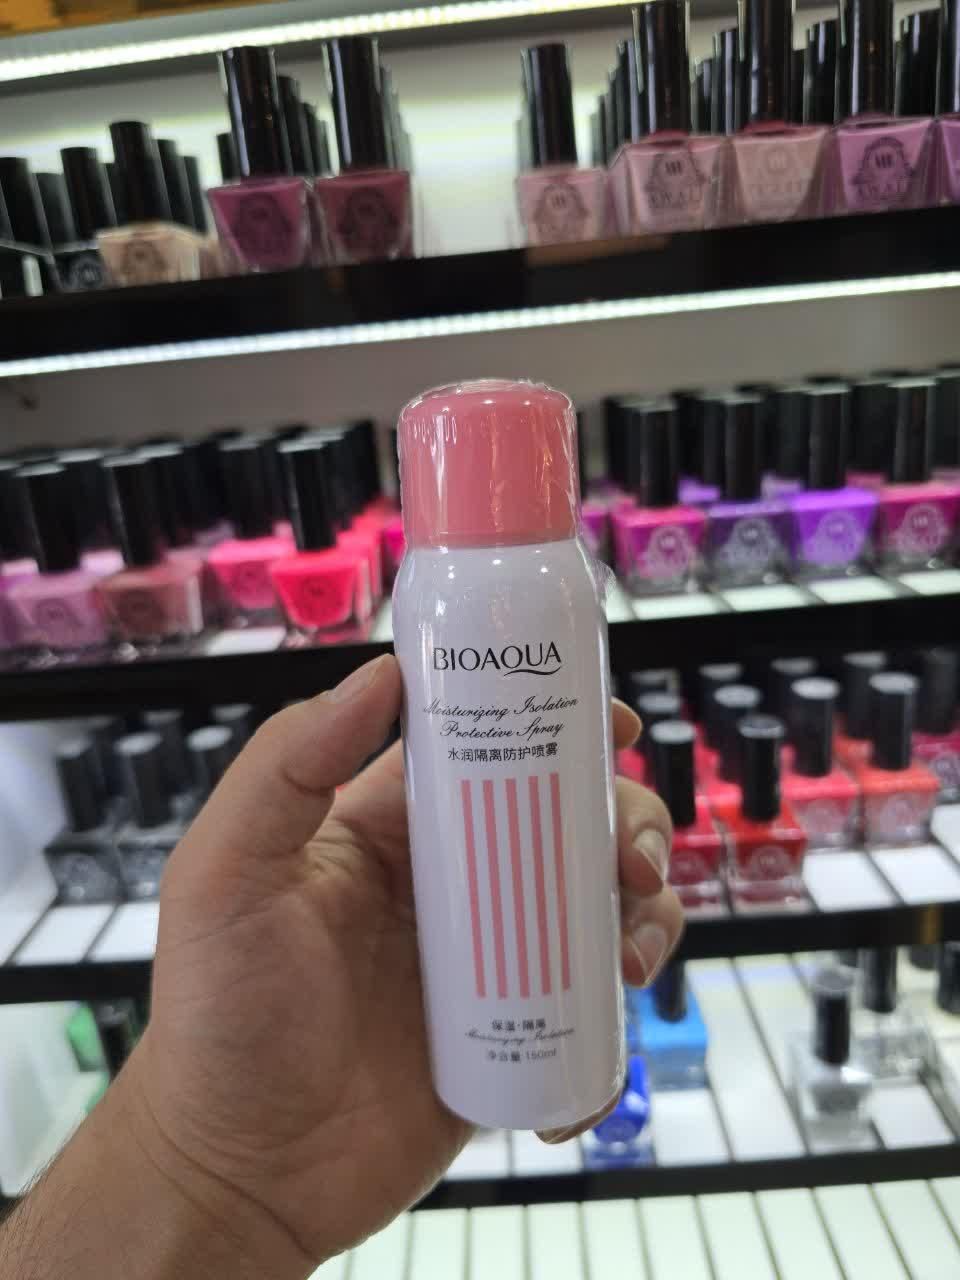 BIOAQUA
Moisturizing Isolation
Protective Spray
水润隔离防护喷雾
保湿·隔离
Moisturizing Isolation
净含量 150ml